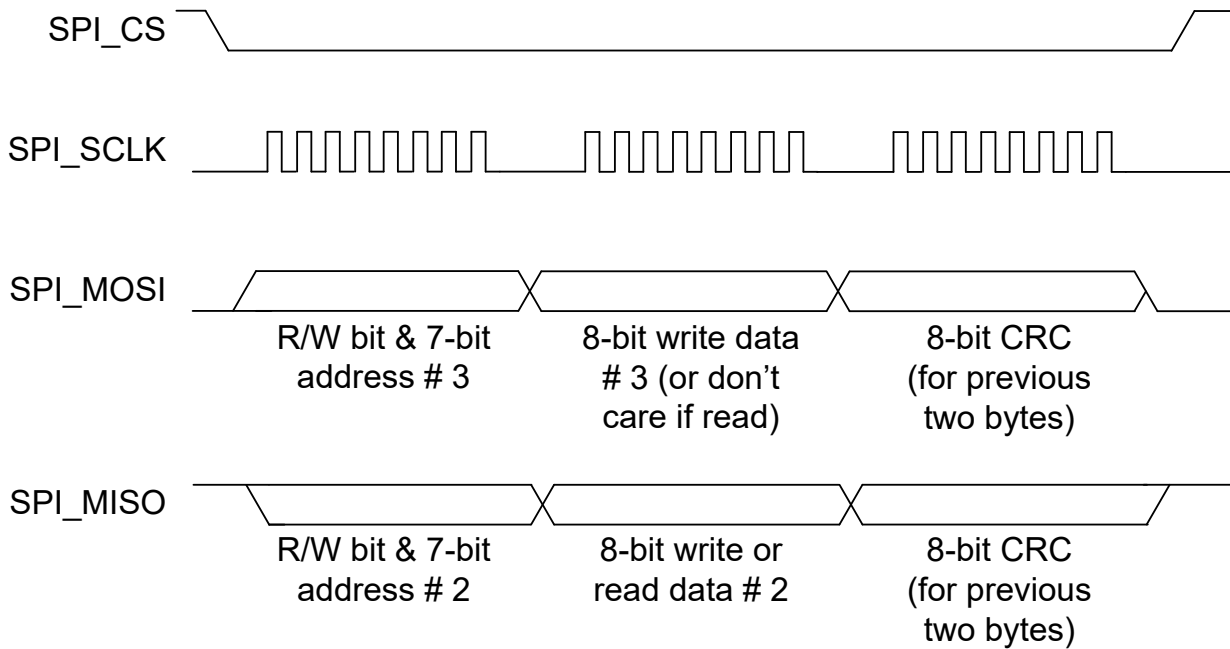 SPI_CS
SPI_SCLK
SPI_MOSI
R/W bit & 7-bit
address # 3
8-bit write data
# 3 (or don’t
care if read)
8-bit CRC
(for previous
two bytes)
SPI_MISO
R/W bit & 7-bit
address # 2
8-bit write or
read data # 2
8-bit CRC
(for previous
two bytes)